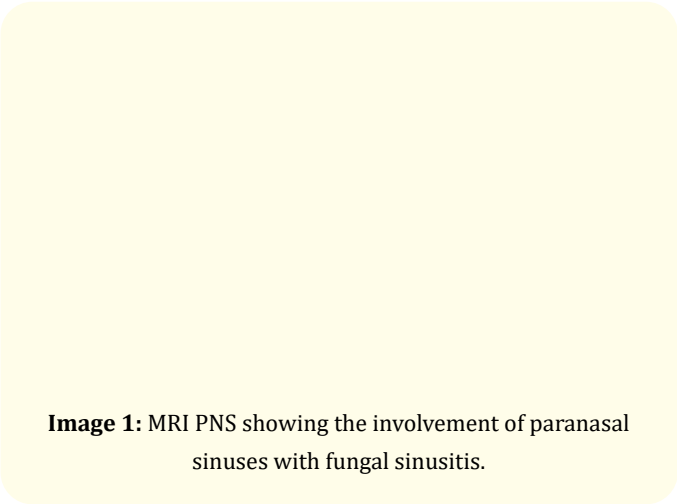 Image 1: MRI PNS showing the involvement of paranasal
sinuses with fungal sinusitis.